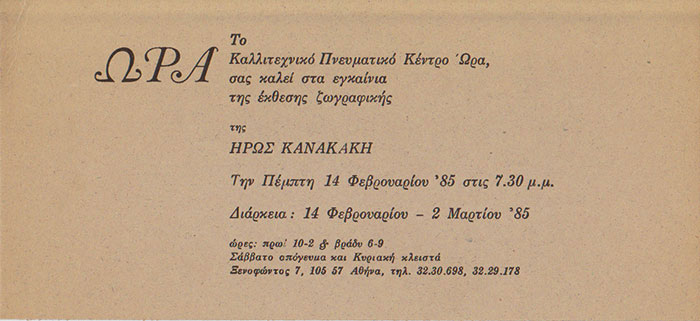 ΩΡΑ
Το
Καλλιτεχνικό Πνευματικό Κέντρο Ώρα,
σας καλεί στα εγκαίνια
της έκθεσης ζωγραφικής
της
ΗΡΩΣ ΚΑΝΑΚΑΚΗ
Την Πέμπτη 14 Φεβρουαρίου '85 στις 7.30 μ.μ.
Διάρκεια: 14 Φεβρουαρίου – 2 Μαρτίου '85
ώρες: πρωί 10-2 & βράδυ 6-9
Σάββατο απόγευμα και Κυριακή κλειστά
Ξενοφώντος 7, 105 57 Αθήνα, τηλ. 32.30.698, 32.29.178